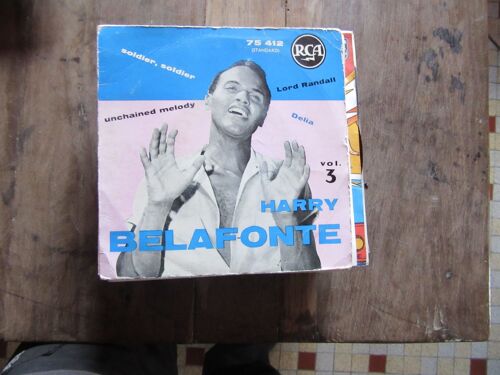 75 412
(STANDARD)
RCA
soldier, soldier
Lord Randall
unchained melody
Delia
vol.
3
HARRY
BELAFONTE